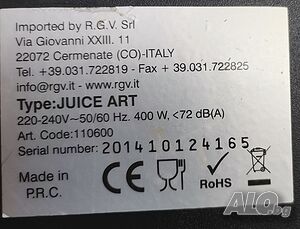 Imported by R.G.V. Srl
Via Giovanni XXIII. 11
22072 Cermenate (CO)-ITALY
Tel. +39.031.722819 - Fax +39.031.722825
info@rgv.it - www.rgv.it
Type:JUICE ART
220-240V~50/60 Hz. 400 W, <72 dB(A)
Art. Code:110600
Serial number: 201410124165
Made in
P.R.C.
CE
RoHS
ALO.bg